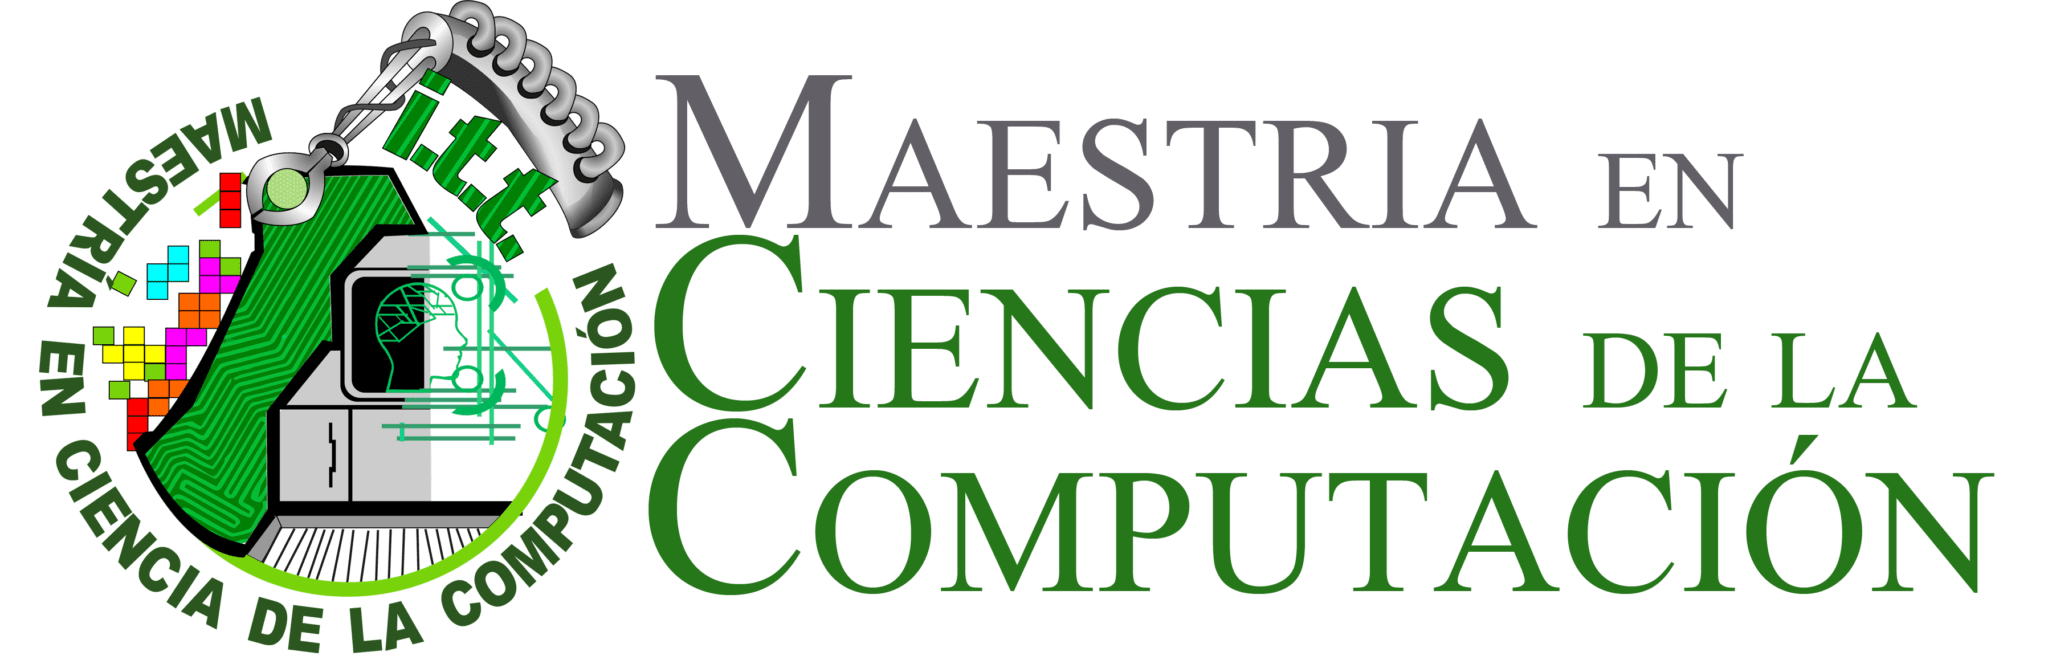 MAESTRÍA EN CIENCIA DE LA COMPUTACIÓN
i.t.t.
MAESTRIA EN
CIENCIAS DE LA
COMPUTACIÓN